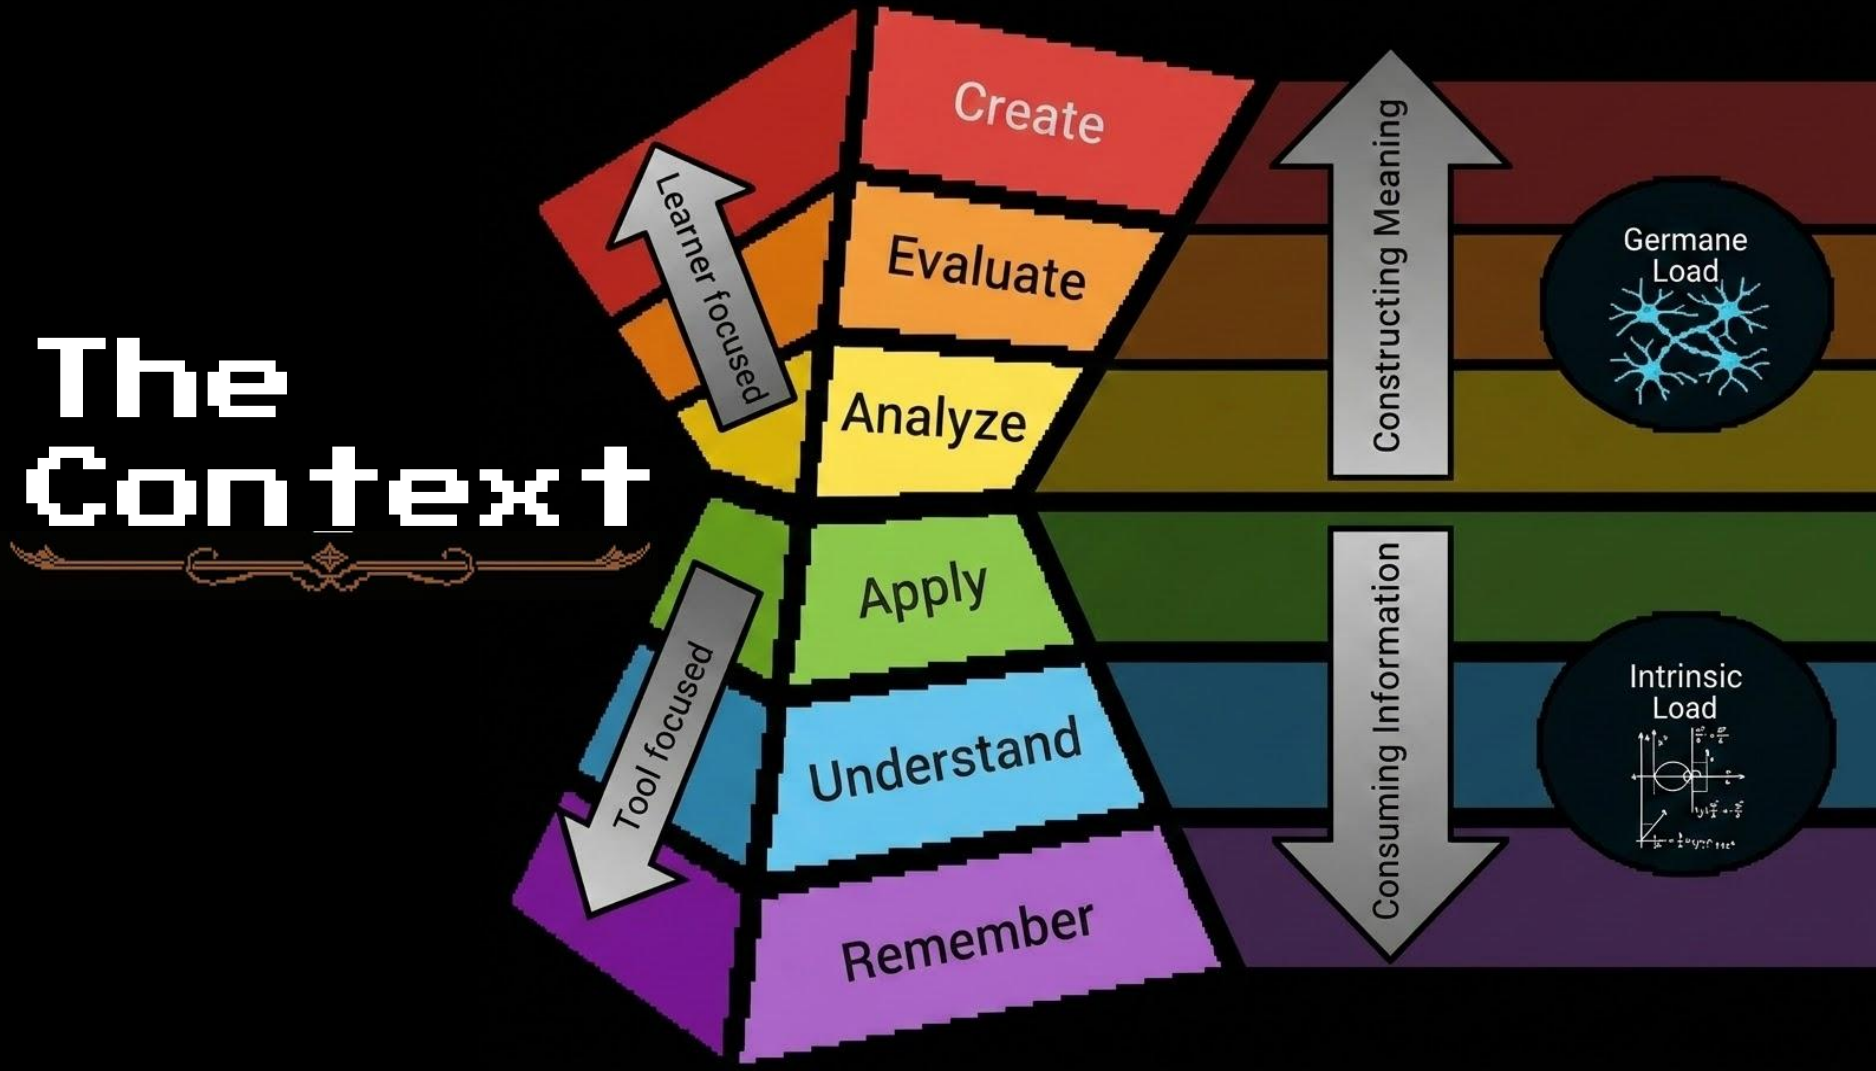 The
Context
Create
Evaluate
Analyze
Apply
Understand
Remember
Learner focused
Tool focused
Constructing Meaning
Consuming Information
Germane
Load
Intrinsic
Load